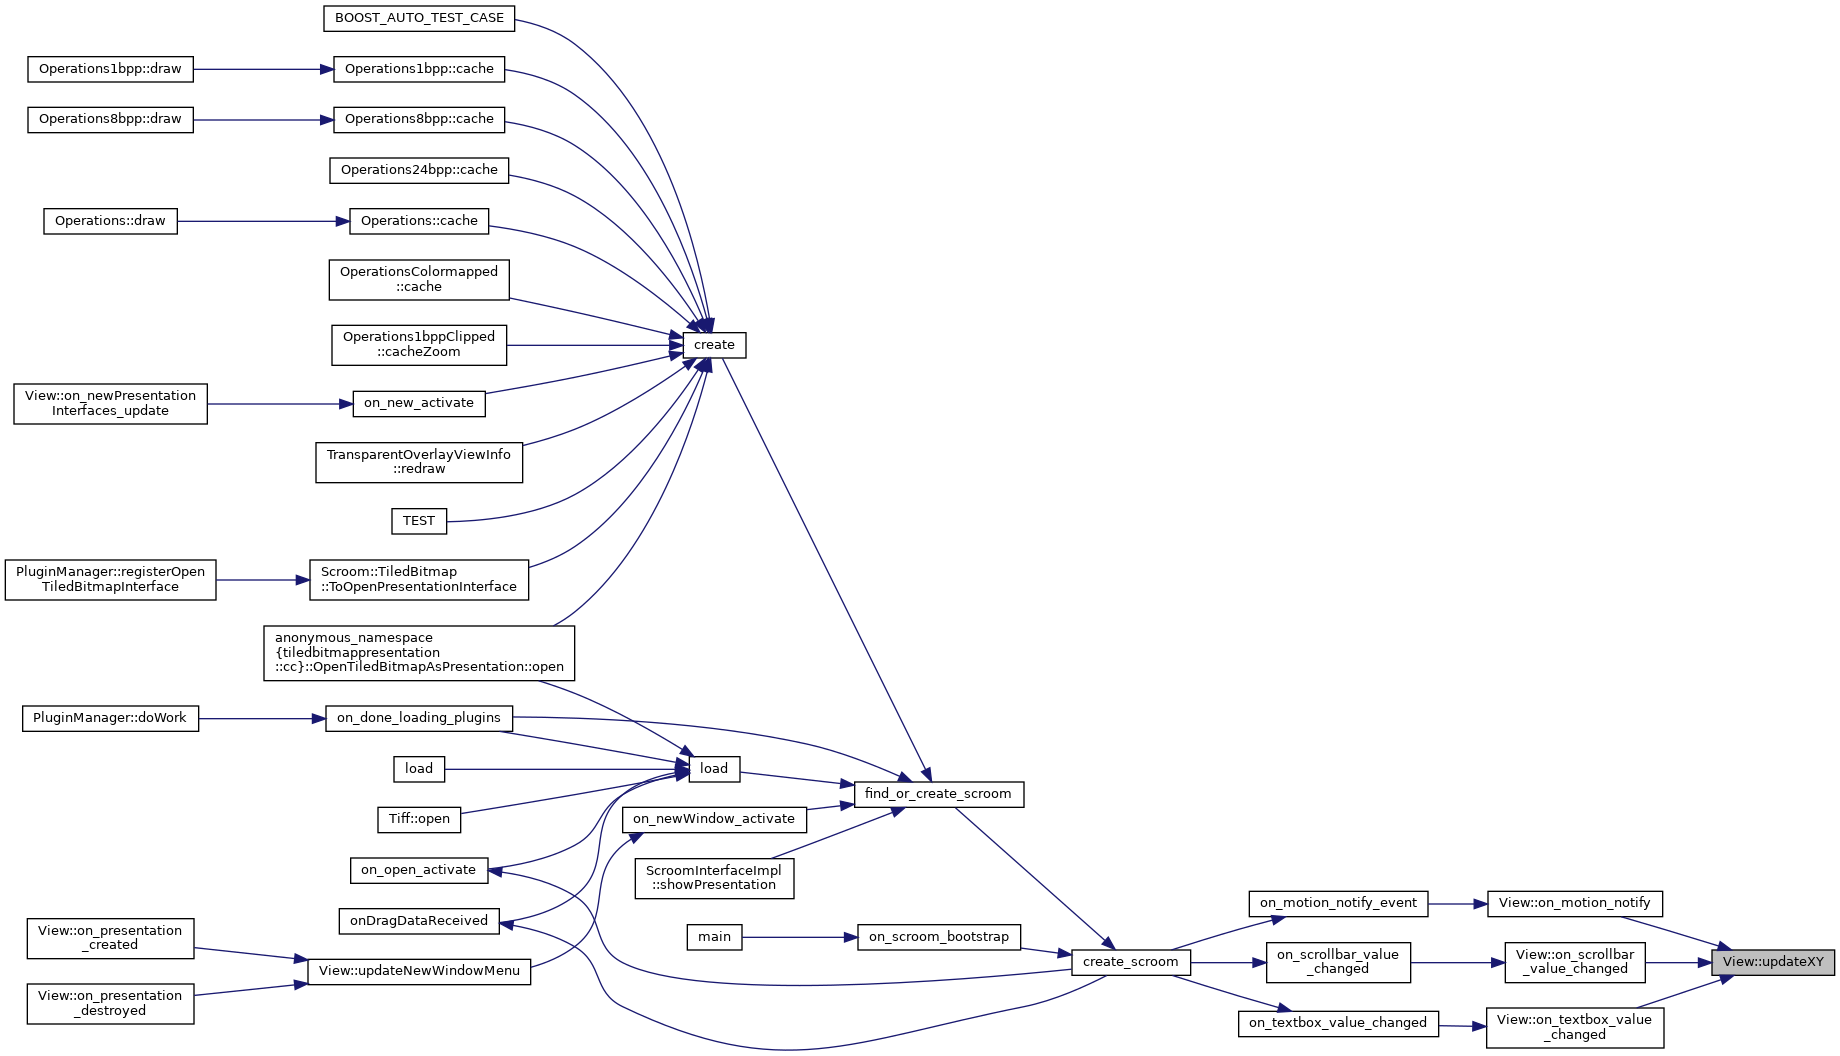 BOOST_AUTO_TEST_CASE
Operations1bpp::draw
Operations1bpp::cache
Operations8bpp::draw
Operations8bpp::cache
Operations24bpp::cache
Operations::draw
Operations::cache
OperationsColormapped
::cache
Operations1bppClipped
::cacheZoom
create
View::on_newPresentation
Interfaces_update
on_new_activate
TransparentOverlayViewInfo
::redraw
TEST
PluginManager::registerOpen
TiledBitmapInterface
Scroom::TiledBitmap
::ToOpenPresentationInterface
anonymous_namespace
{tiledbitmappresentation
::cc}::OpenTiledBitmapAsPresentation::open
PluginManager::doWork
on_done_loading_plugins
load
load
find_or_create_scroom
Tiff::open
on_newWindow_activate
on_open_activate
ScroomInterfaceImpl
::showPresentation
onDragDataReceived
View::on_presentation
_created
View::updateNewWindowMenu
View::on_presentation
_destroyed
main
on_scroom_bootstrap
create_scroom
on_motion_notify_event
View::on_motion_notify
on_scrollbar_value
_changed
View::on_scrollbar
_value_changed
View::updateXY
on_textbox_value_changed
View::on_textbox_value
_changed